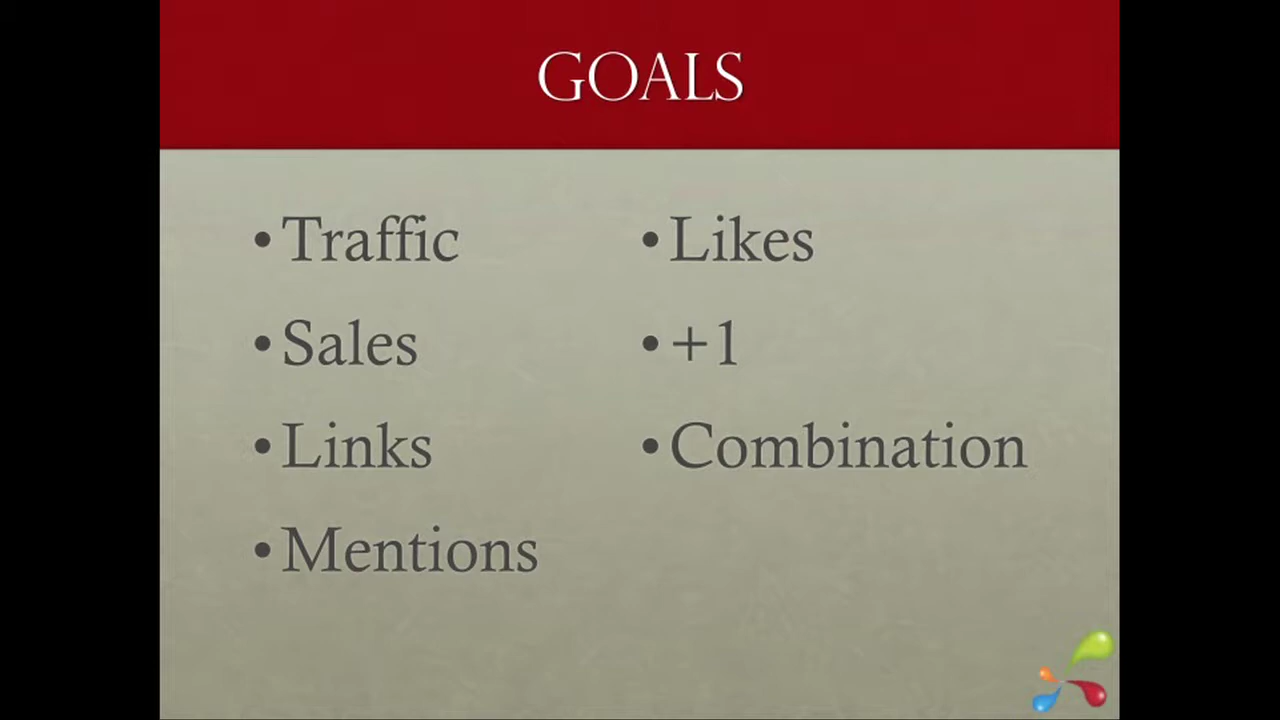 GOALS
• Traffic
• Sales
• Links
• Mentions
• Likes
• +1
• Combination